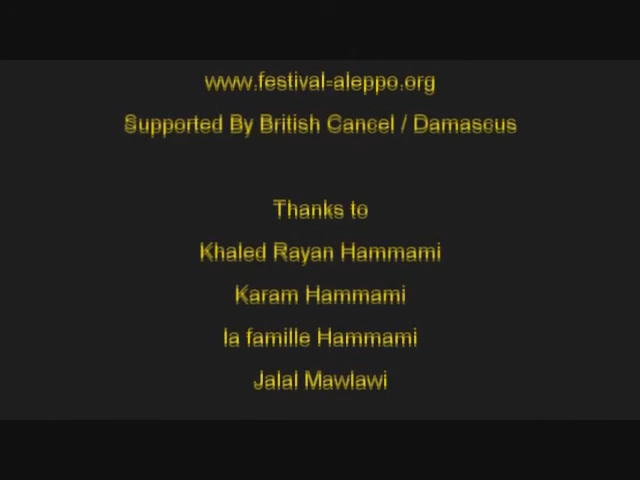 www.festival-aleppo.org
Supported By British Cancel / Damascus
Thanks to
Khaled Rayan Hammami
Karam Hammami
la famille Hammami
Jalal Mawlawi